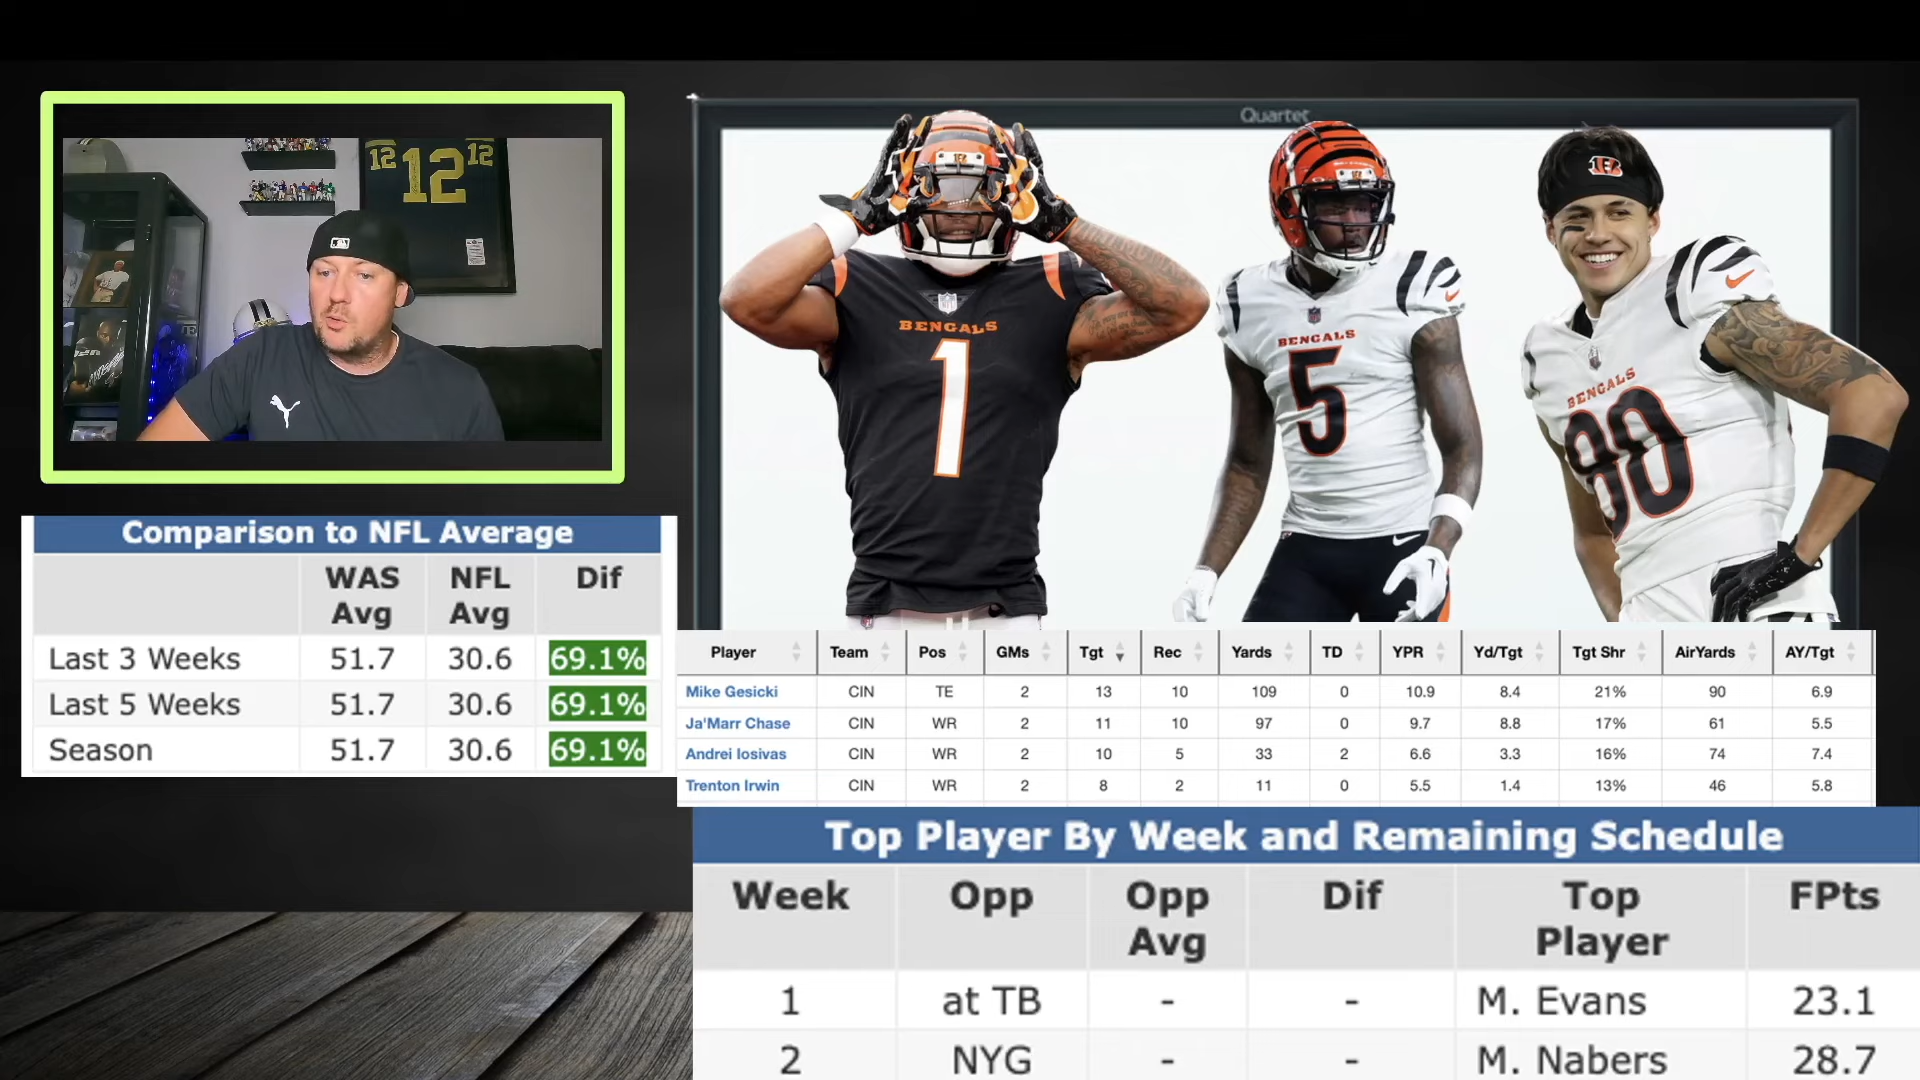 Quartet
12 12 12
BENGALS
1
BENGALS
5
BENGALS
80
Comparison to NFL Average
WAS Avg NFL Avg Dif
Last 3 Weeks 51.7 30.6 69.1%
Last 5 Weeks 51.7 30.6 69.1%
Season 51.7 30.6 69.1%
Player Team Pos GMs Tgt Rec Yards TD YPR Yd/Tgt Tgt Shr AirYards AY/Tgt
Mike Gesicki CIN TE 2 13 10 109 0 10.9 8.4 21% 90 6.9
Ja'Marr Chase CIN WR 2 11 10 97 0 9.7 8.8 17% 61 5.5
Andrei Iosivas CIN WR 2 10 5 33 2 6.6 3.3 16% 74 7.4
Trenton Irwin CIN WR 2 8 2 11 0 5.5 1.4 13% 46 5.8
Top Player By Week and Remaining Schedule
Week Opp Opp Avg Dif Top Player FPts
1 at TB - - M. Evans 23.1
2 NYG - - M. Nabers 28.7